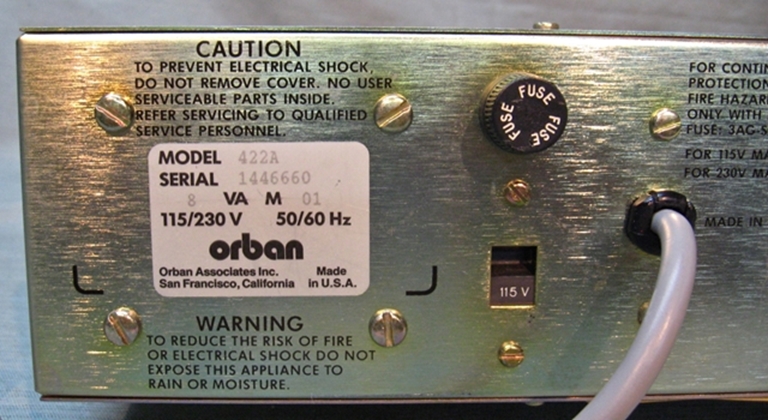 CAUTION
TO PREVENT ELECTRICAL SHOCK,
DO NOT REMOVE COVER. NO USER
SERVICEABLE PARTS INSIDE.
REFER SERVICING TO QUALIFIED
SERVICE PERSONNEL.
MODEL 422A
SERIAL 1446660
8 VA M 01
115/230 V 50/60 Hz
orban
Orban Associates Inc. Made
San Francisco, California in U.S.A.
WARNING
TO REDUCE THE RISK OF FIRE
OR ELECTRICAL SHOCK DO NOT
EXPOSE THIS APPLIANCE TO
RAIN OR MOISTURE.
FUSE FUSE FUSE FUSE
115 V
FOR CONTIN
PROTECTION
FIRE HAZAR
ONLY WITH
FUSE: 3AG-S
FOR 115V MA
FOR 230V MA
MADE IN